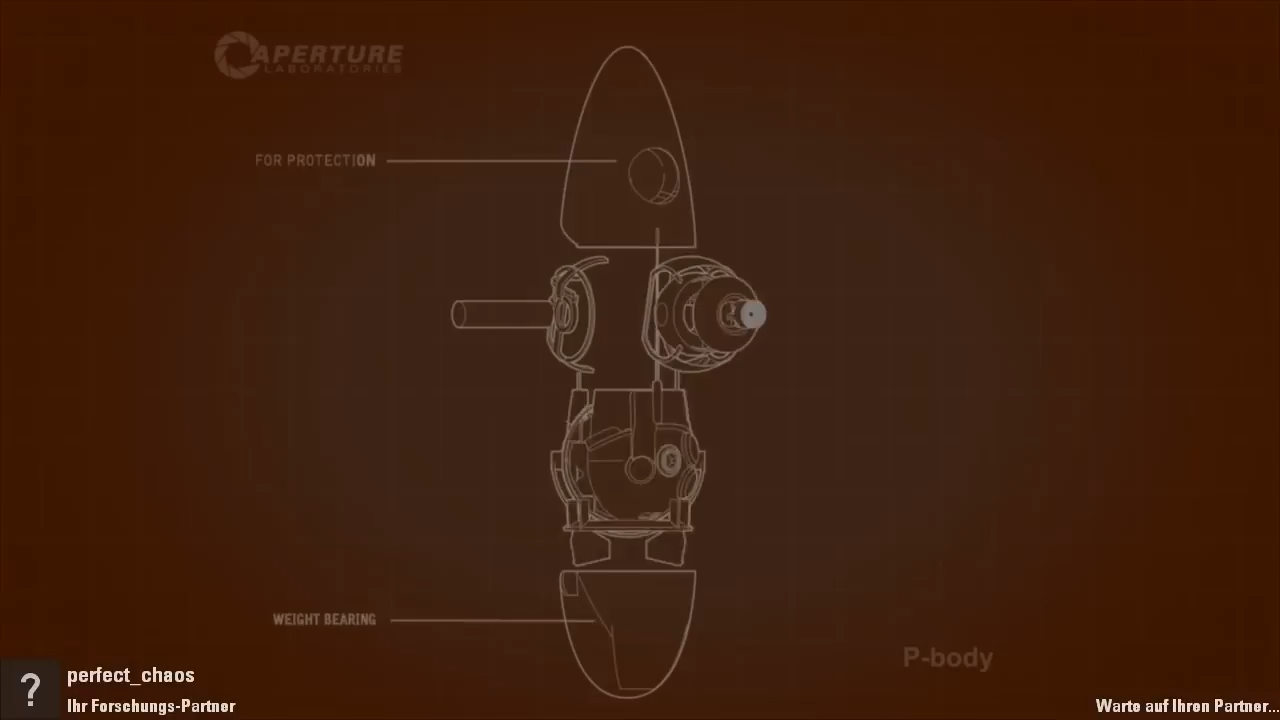 APERTURE
LABORATORIES
FOR PROTECTION
WEIGHT BEARING
P-body
?
perfect_chaos
Ihr Forschungs-Partner
Warte auf Ihren Partner...